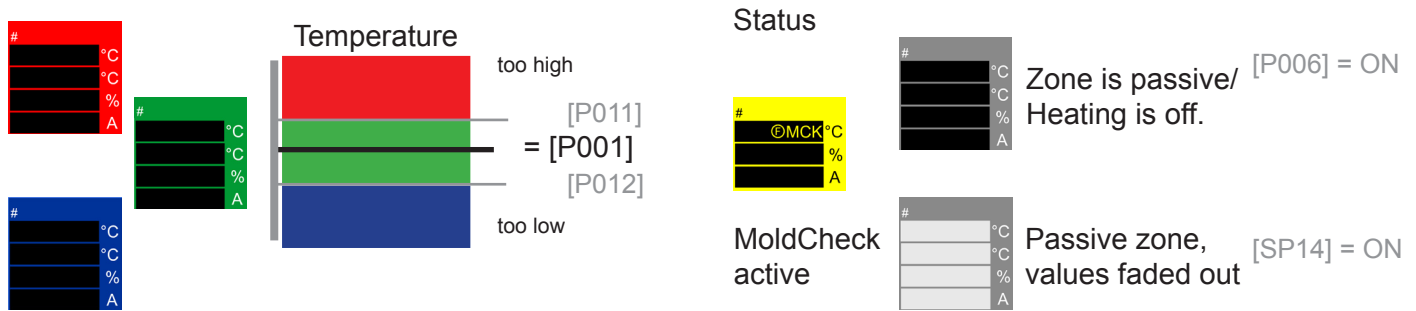 #
°C
°C
%
A
#
°C
°C
%
A
#
°C
°C
%
A
Temperature
too high
[P011]
= [P001]
[P012]
too low
Status
#
ⒻMCK °C
%
A
MoldCheck
active
#
°C
°C
%
A
Zone is passive/
Heating is off.
[P006] = ON
#
°C
°C
%
A
Passive zone,
values faded out
[SP14] = ON